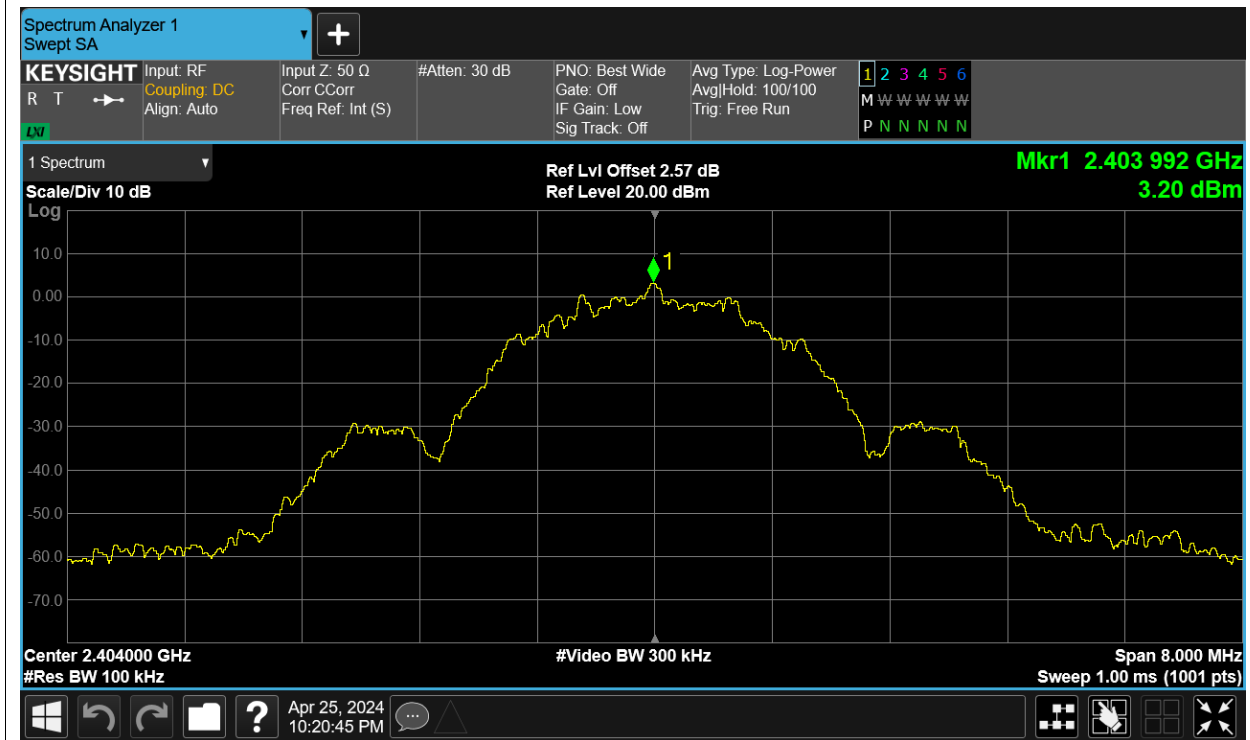 Spectrum Analyzer 1
Swept SA
KEYSIGHT
R T
LXI
Input: RF
Coupling: DC
Align: Auto
Input Z: 50 Ω
Corr CCorr
Freq Ref: Int (S)
#Atten: 30 dB
PNO: Best Wide
Gate: Off
IF Gain: Low
Sig Track: Off
Avg Type: Log-Power
Avg|Hold: 100/100
Trig: Free Run
1 2 3 4 5 6
M W W W W W
P N N N N N
1 Spectrum
Scale/Div 10 dB
Log
Ref Lvl Offset 2.57 dB
Ref Level 20.00 dBm
Mkr1 2.403 992 GHz
3.20 dBm
1
10.0
0.00
-10.0
-20.0
-30.0
-40.0
-50.0
-60.0
-70.0
Center 2.404000 GHz
#Res BW 100 kHz
#Video BW 300 kHz
Span 8.000 MHz
Sweep 1.00 ms (1001 pts)
?
Apr 25, 2024
10:20:45 PM